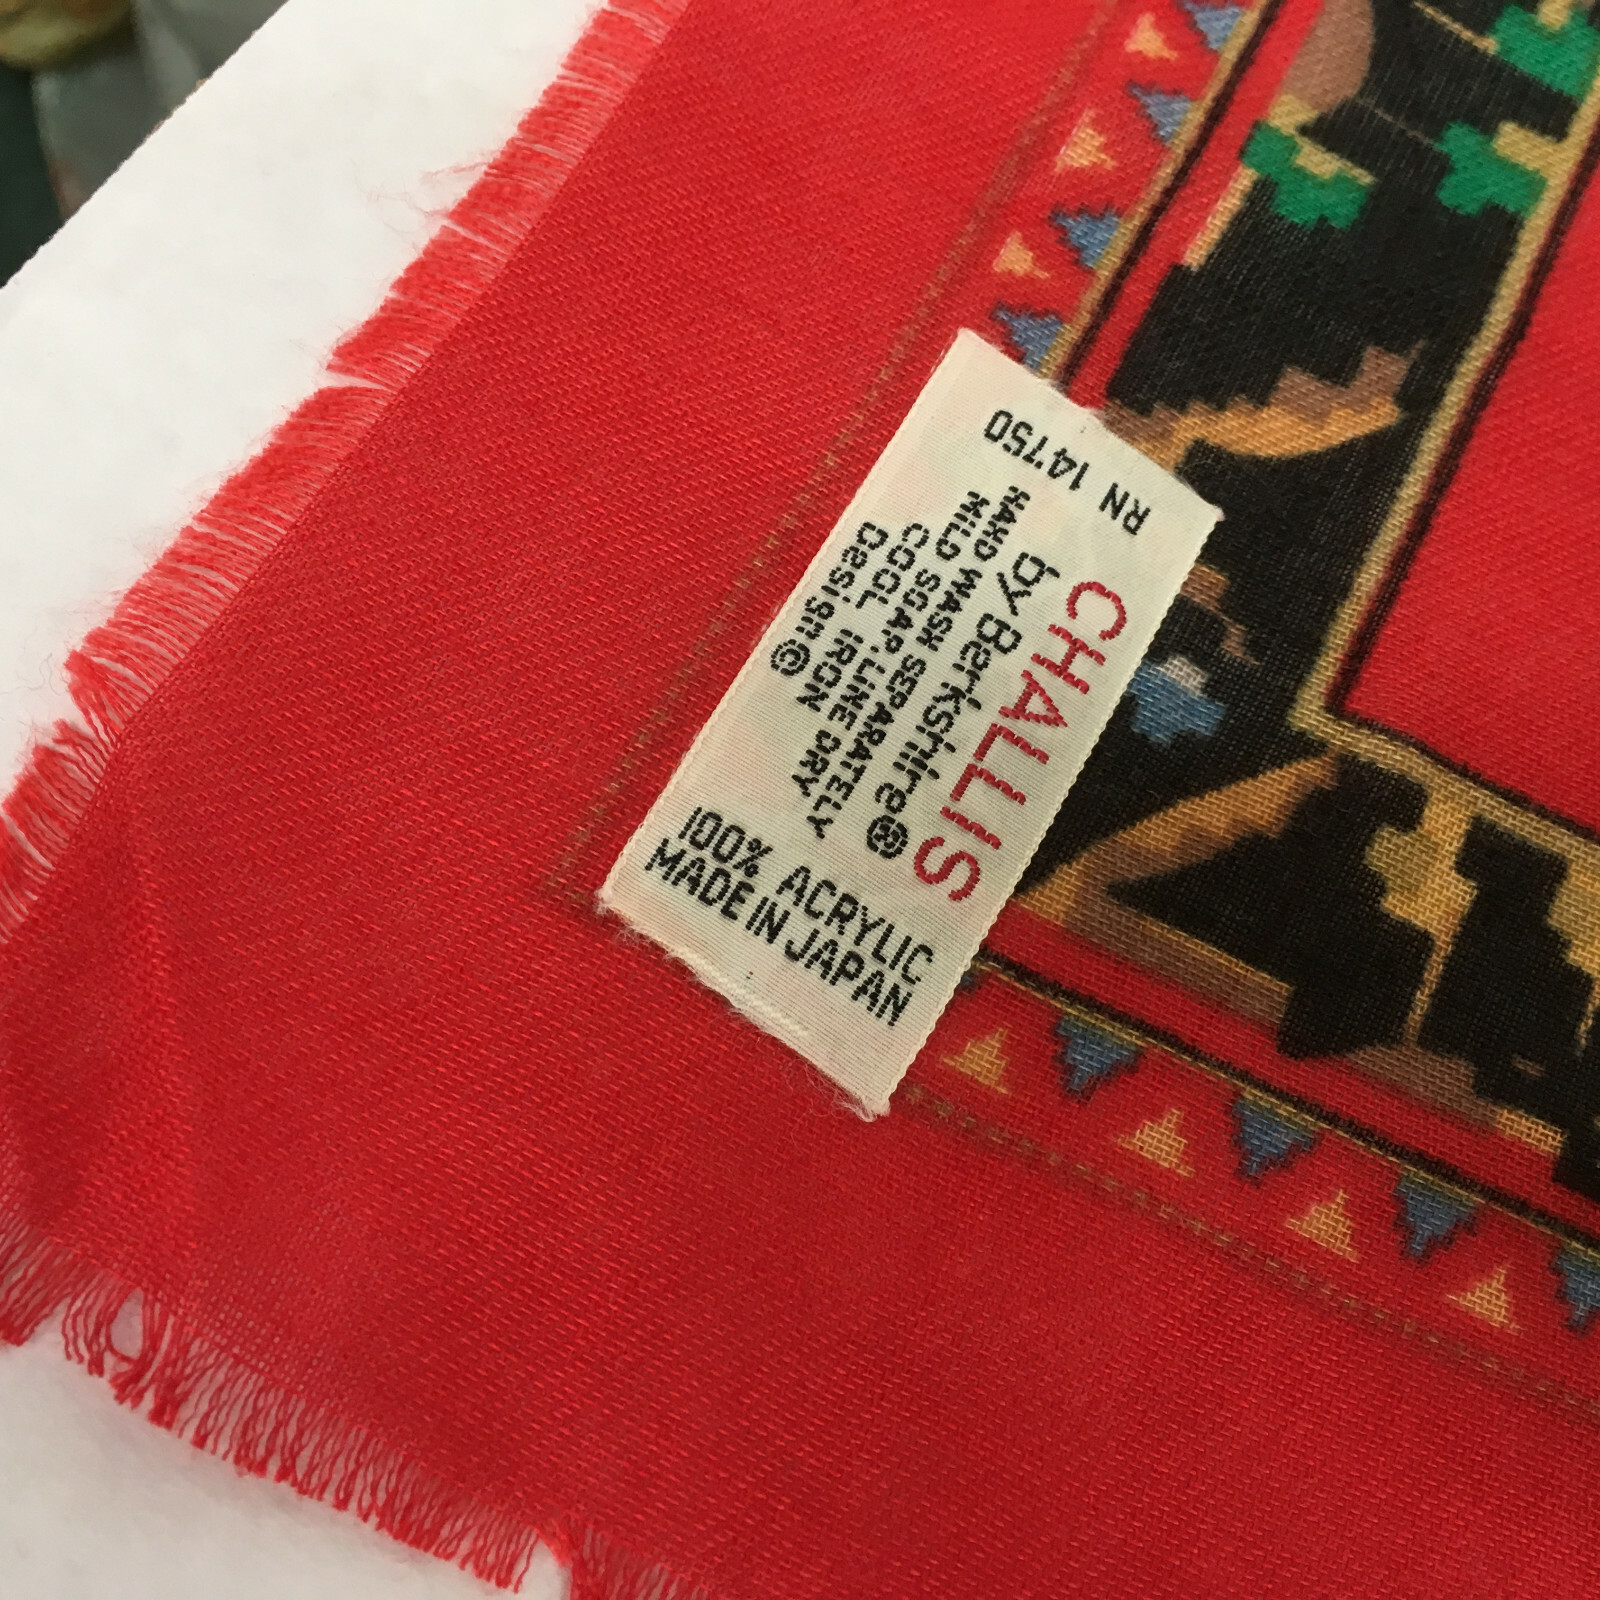 RN 14750
CHALLIS
by Berkshire®
HAND WASH
MILD SOAP SEPARATELY
COOL IRON LINE DRY
Design ©
100% ACRYLIC
MADE IN JAPAN